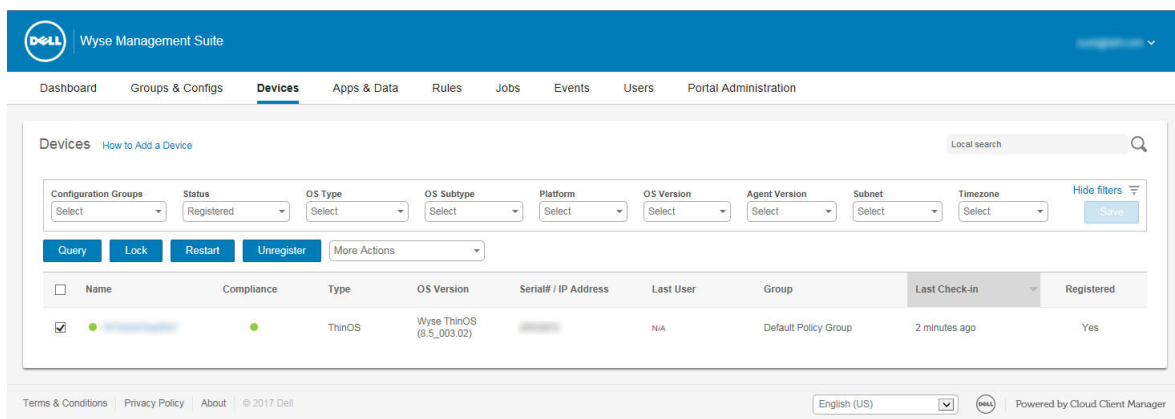 DELL Wyse Management Suite
Dashboard Groups & Configs Devices Apps & Data Rules Jobs Events Users Portal Administration
Devices How to Add a Device Local search
Configuration Groups Status OS Type OS Subtype Platform OS Version Agent Version Subnet Timezone Hide filters
Select Registered Select Select Select Select Select Select Select Save
Query Lock Restart Unregister More Actions
Name Compliance Type OS Version Serial# / IP Address Last User Group Last Check-in Registered
ThinOS Wyse ThinOS N/A Default Policy Group 2 minutes ago Yes
(8.5_003.02)
Terms & Conditions Privacy Policy About © 2017 Dell English (US) DELL Powered by Cloud Client Manager